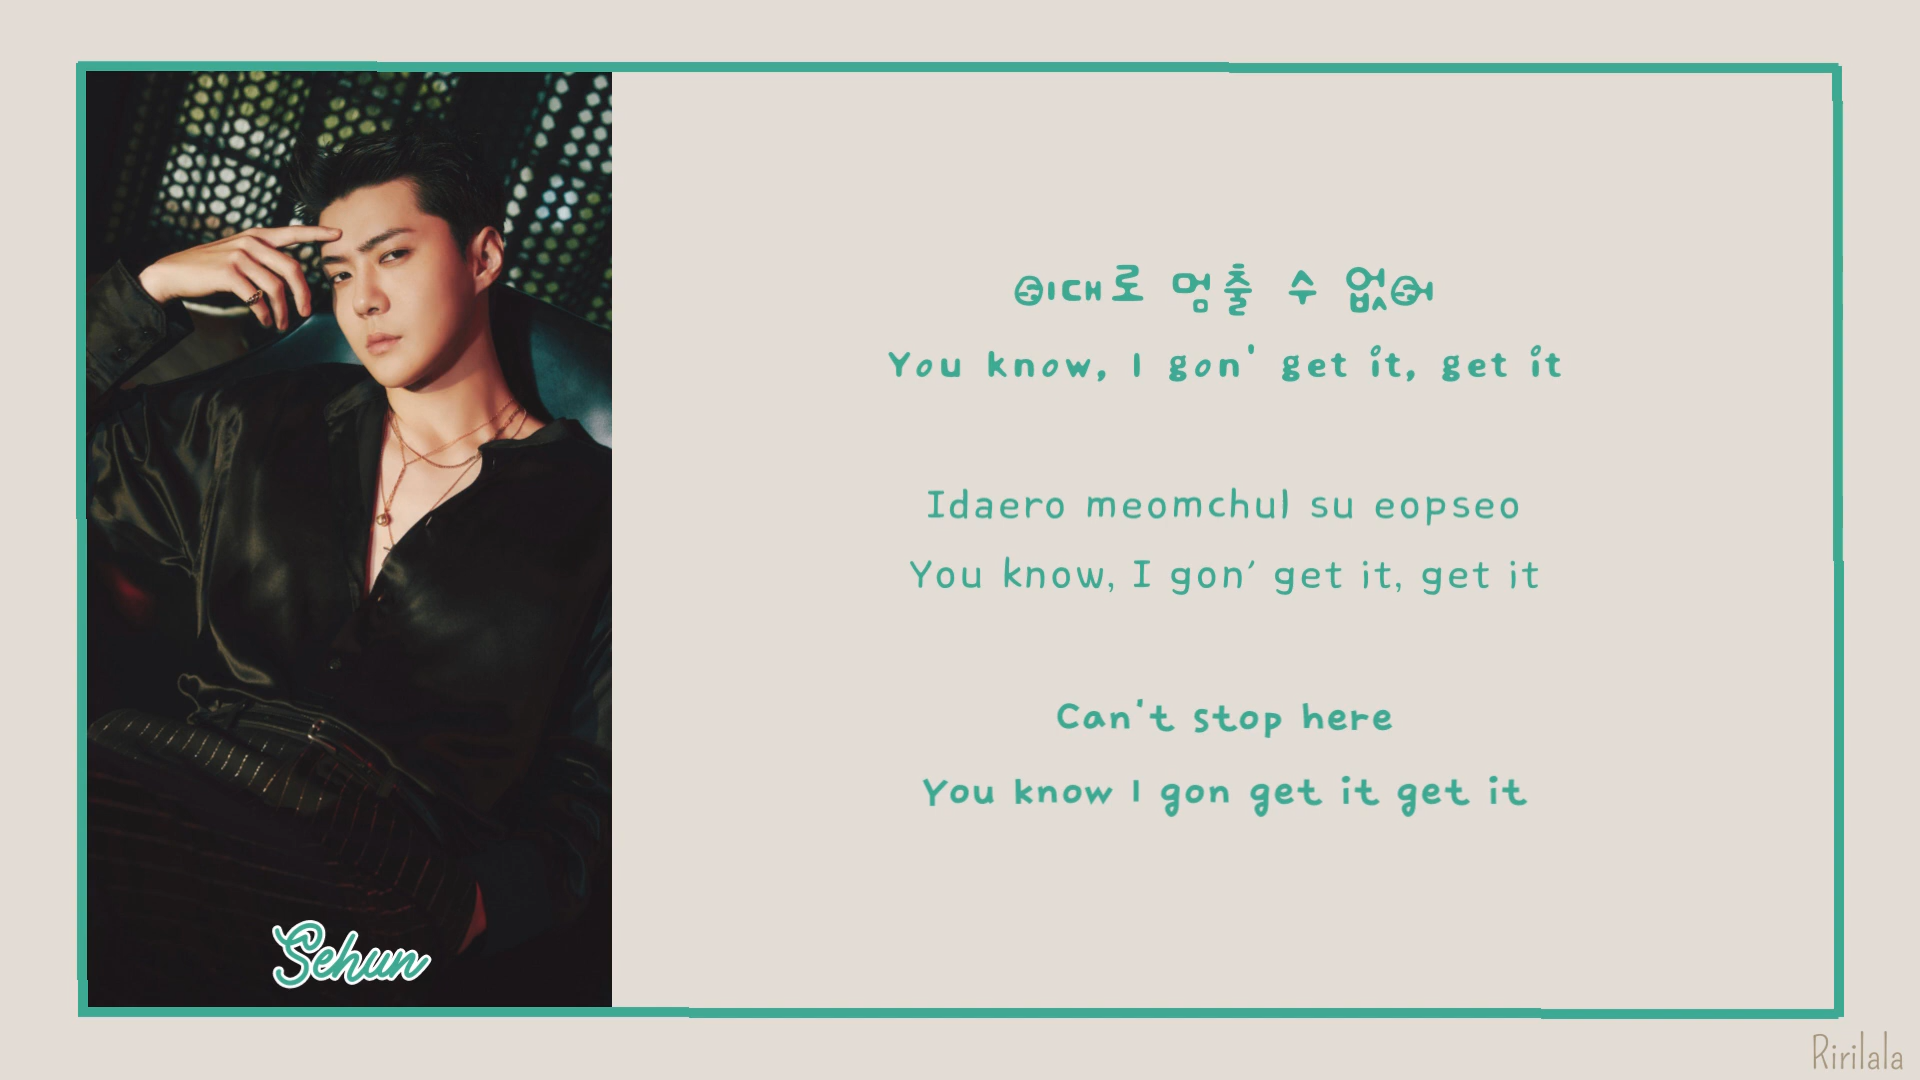 이대로 멈출 수 없어
You know, I gon' get it, get it
Idaero meomchul su eopseo
You know, I gon' get it, get it
Can't stop here
You know I gon get it get it
Sehun
Ririlala